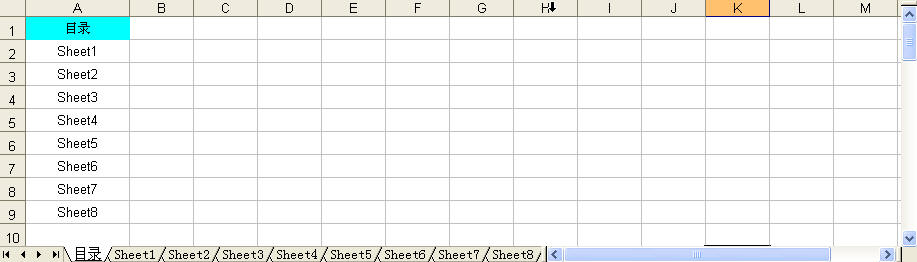 A B C D E F G H I J K L M
1 目录
2 Sheet1
3 Sheet2
4 Sheet3
5 Sheet4
6 Sheet5
7 Sheet6
8 Sheet7
9 Sheet8
10
目录 Sheet1 Sheet2 Sheet3 Sheet4 Sheet5 Sheet6 Sheet7 Sheet8